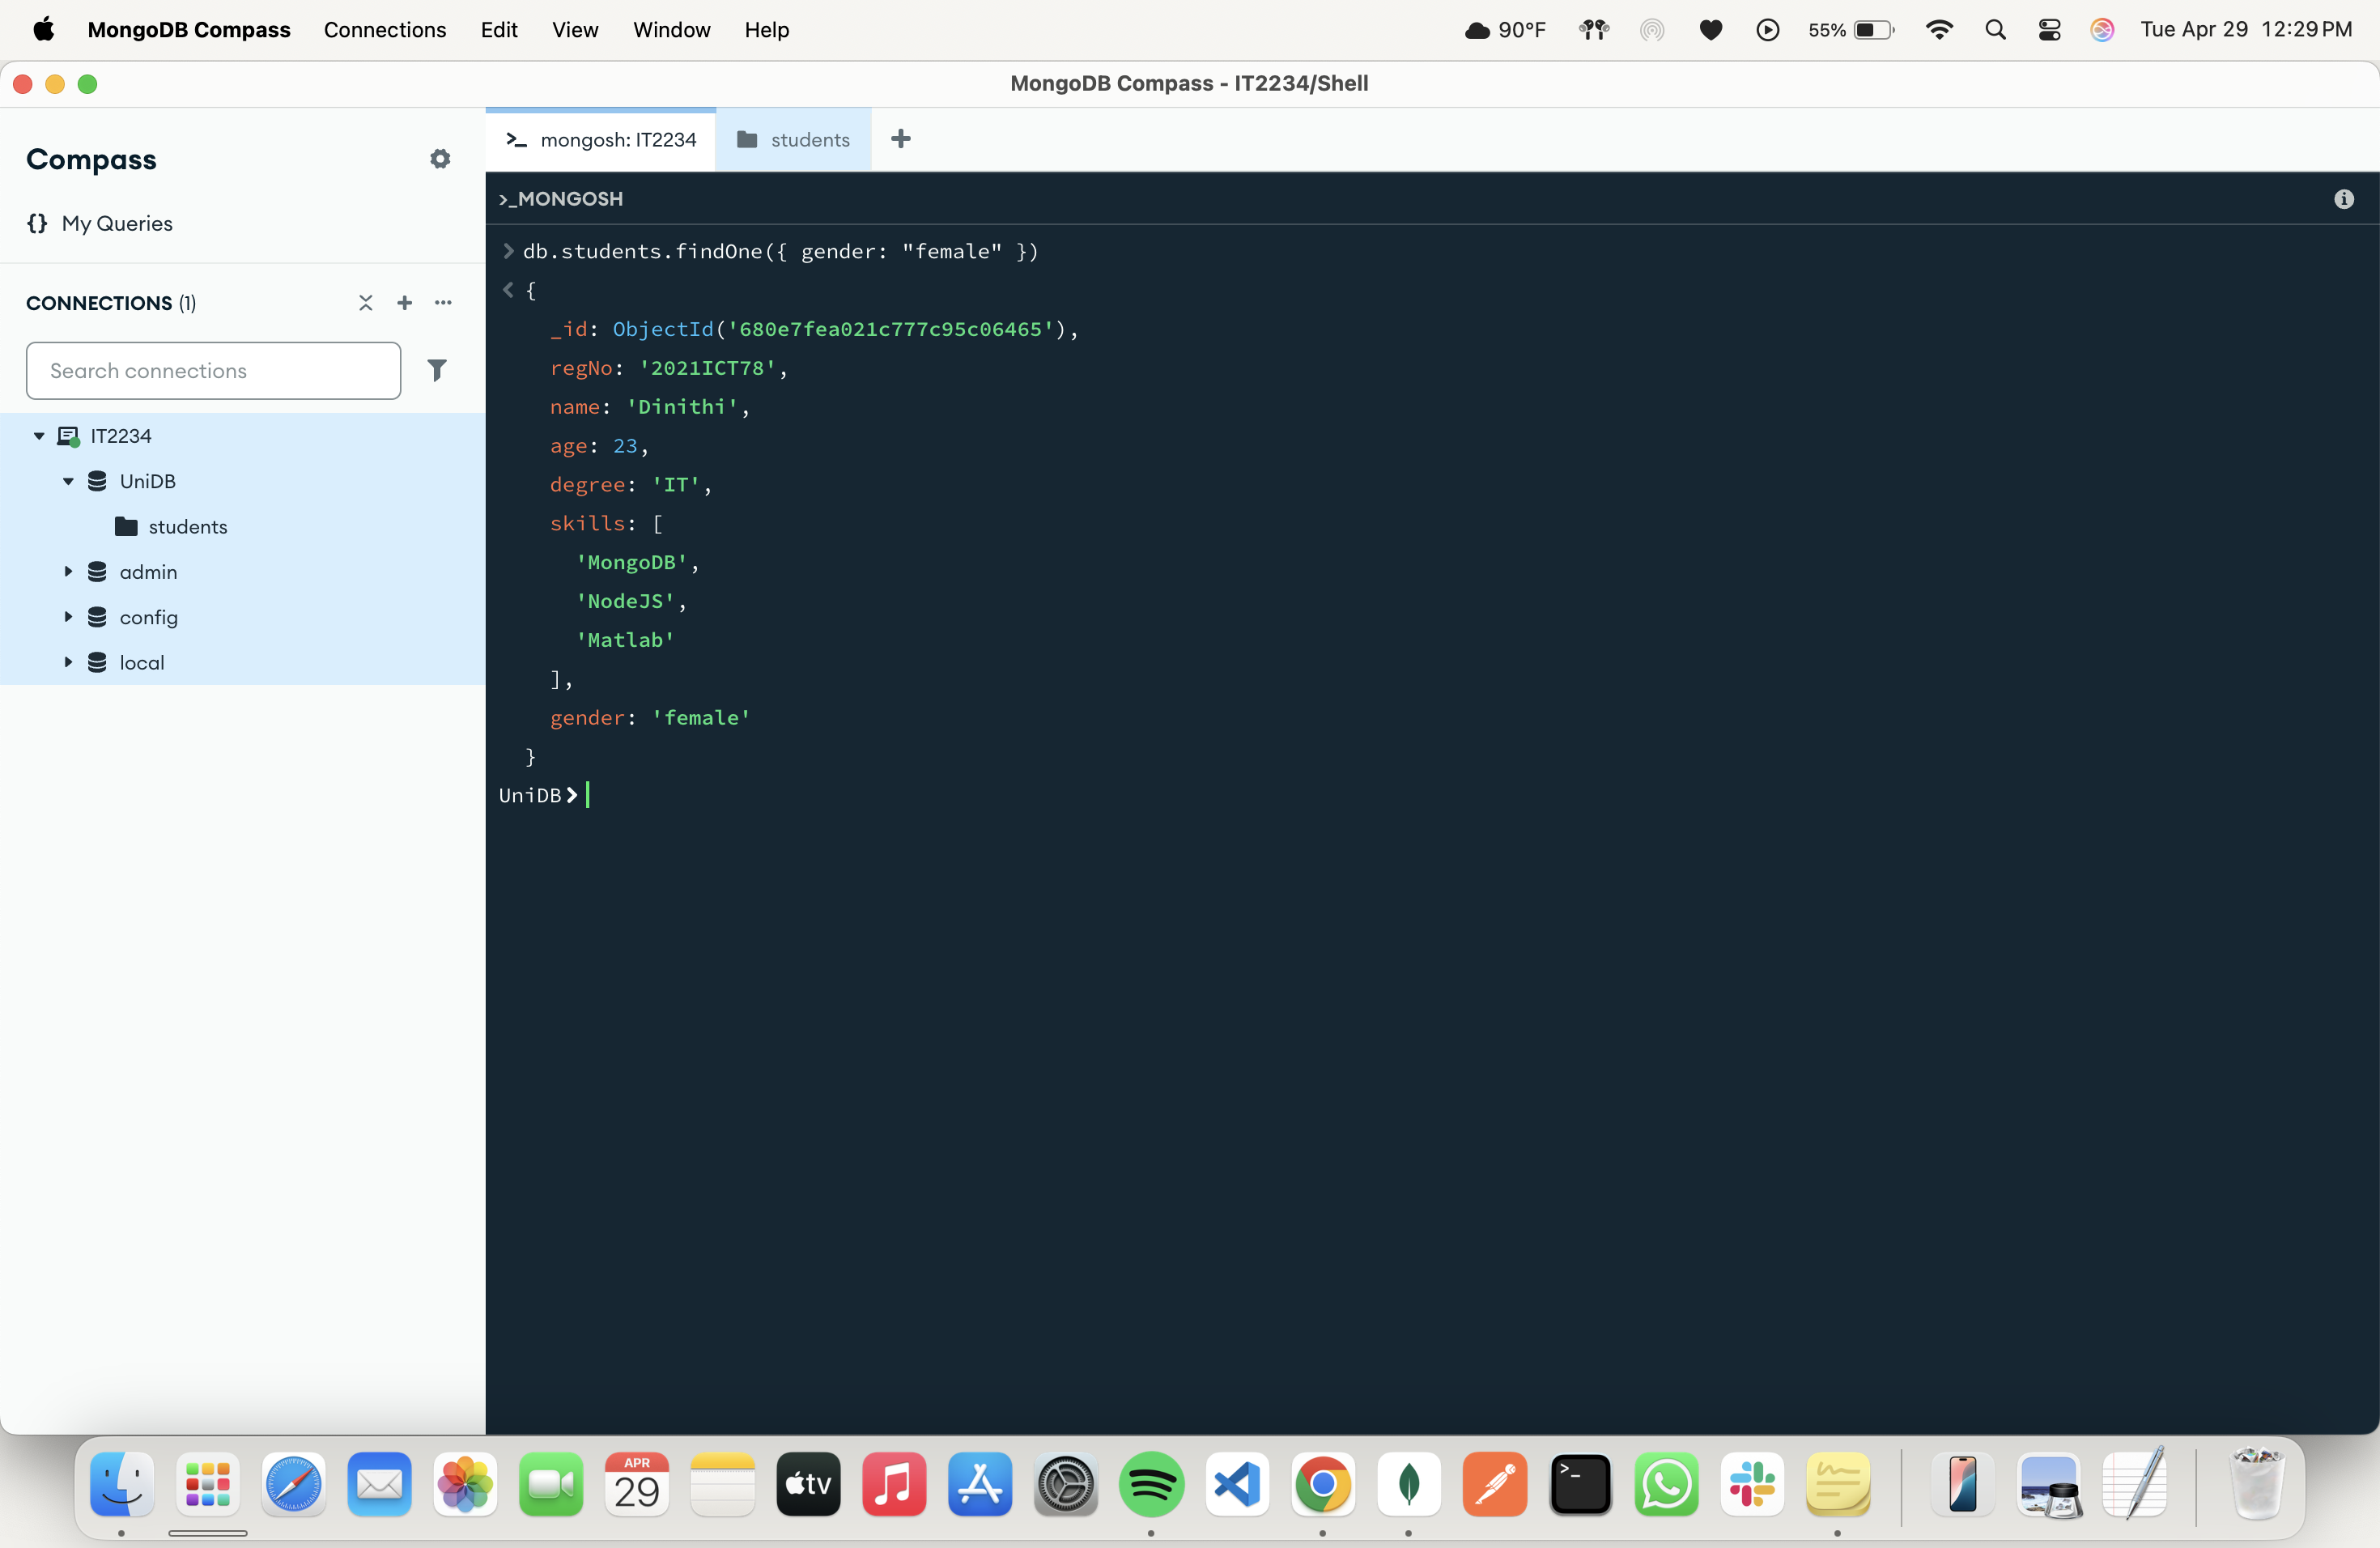 MongoDB Compass Connections Edit View Window Help 90°F 55% Tue Apr 29 12:29 PM
MongoDB Compass - IT2234/Shell
Compass
My Queries
CONNECTIONS (1)
Search connections
IT2234
UniDB
students
admin
config
local
mongosh: IT2234 students
>_MONGOSH
db.students.findOne({ gender: "female" })
{
_id: ObjectId('680e7fea021c777c95c06465'),
regNo: '2021ICT78',
name: 'Dinithi',
age: 23,
degree: 'IT',
skills: [
'MongoDB',
'NodeJS',
'Matlab'
],
gender: 'female'
}
UniDB>
APR
29
tv